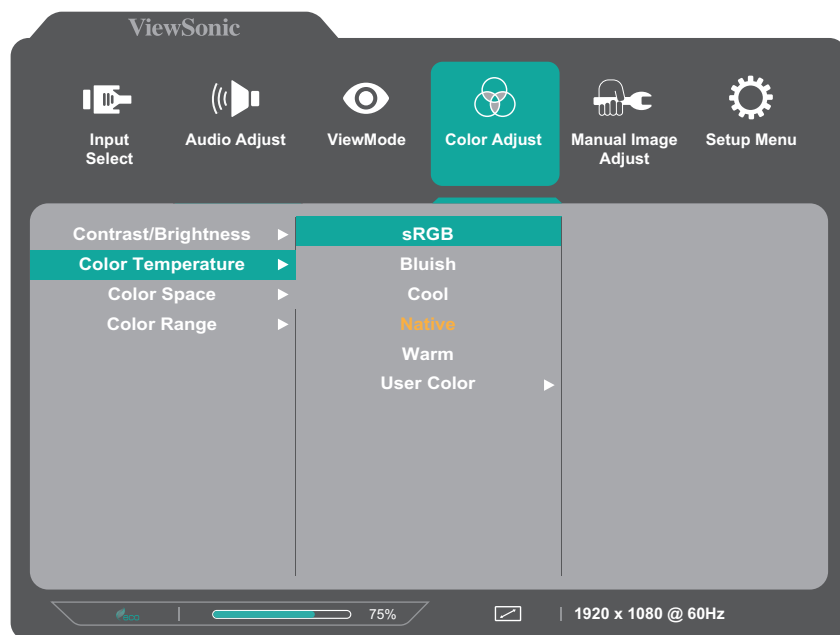 ViewSonic
Input
Select
Audio Adjust
ViewMode
Color Adjust
Manual Image
Adjust
Setup Menu
Contrast/Brightness
Color Temperature
Color Space
Color Range
sRGB
Bluish
Cool
Native
Warm
User Color
eco
75%
1920 x 1080 @ 60Hz